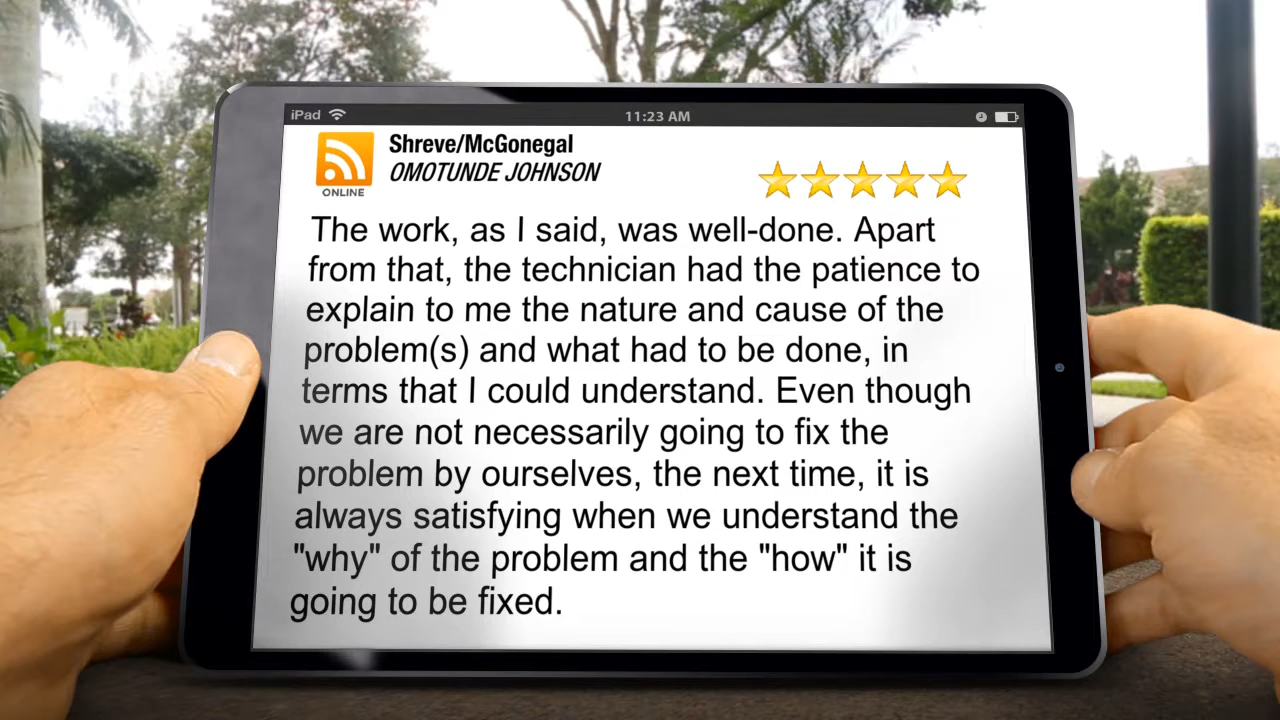 iPad
11:23 AM
Shreve/McGonegal
OMOTUNDE JOHNSON
ONLINE
The work, as I said, was well-done. Apart
from that, the technician had the patience to
explain to me the nature and cause of the
problem(s) and what had to be done, in
terms that I could understand. Even though
we are not necessarily going to fix the
problem by ourselves, the next time, it is
always satisfying when we understand the
"why" of the problem and the "how" it is
going to be fixed.